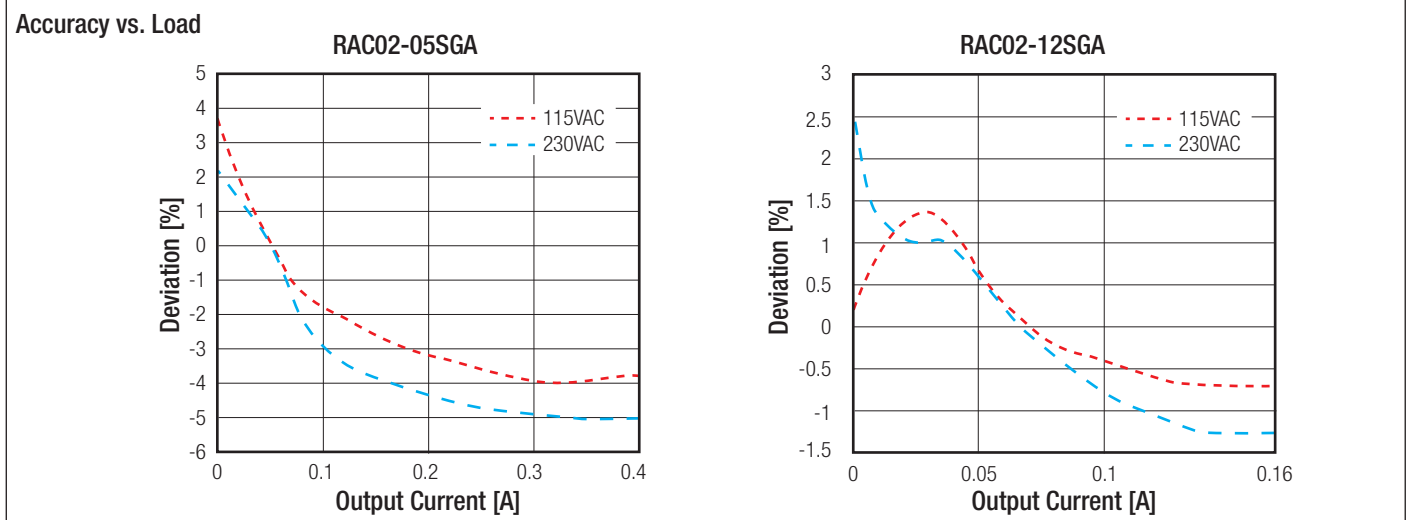 Accuracy vs. Load
RAC02-05SGA
5
4
3
2
1
0
-1
-2
-3
-4
-5
-6
Deviation [%]
115VAC
230VAC
0 0.1 0.2 0.3 0.4
Output Current [A]
RAC02-12SGA
3
2.5
2
1.5
1
0.5
0
-0.5
-1
-1.5
Deviation [%]
115VAC
230VAC
0 0.05 0.1 0.16
Output Current [A]